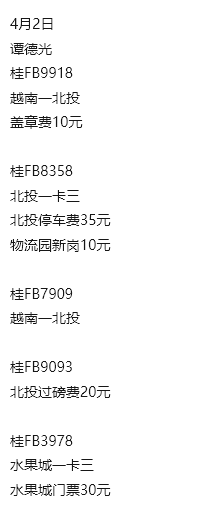 4月2日
谭德光
桂FB9918
越南一北投
盖章费10元

桂FB8358
北投一卡三
北投停车费35元
物流园新岗10元

桂FB7909
越南一北投

桂FB9093
北投过磅费20元

桂FB3978
水果城一卡三
水果城门票30元